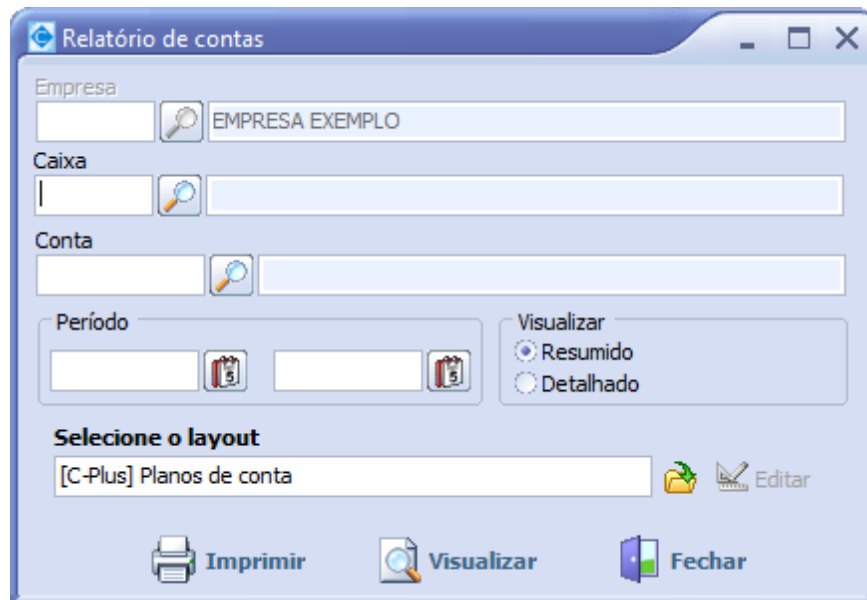 Relatório de contas
Empresa
EMPRESA EXEMPLO
Caixa
Conta
Período
Visualizar
Resumido
Detalhado
Selecione o layout
[C-Plus] Planos de conta
Editar
Imprimir
Visualizar
Fechar